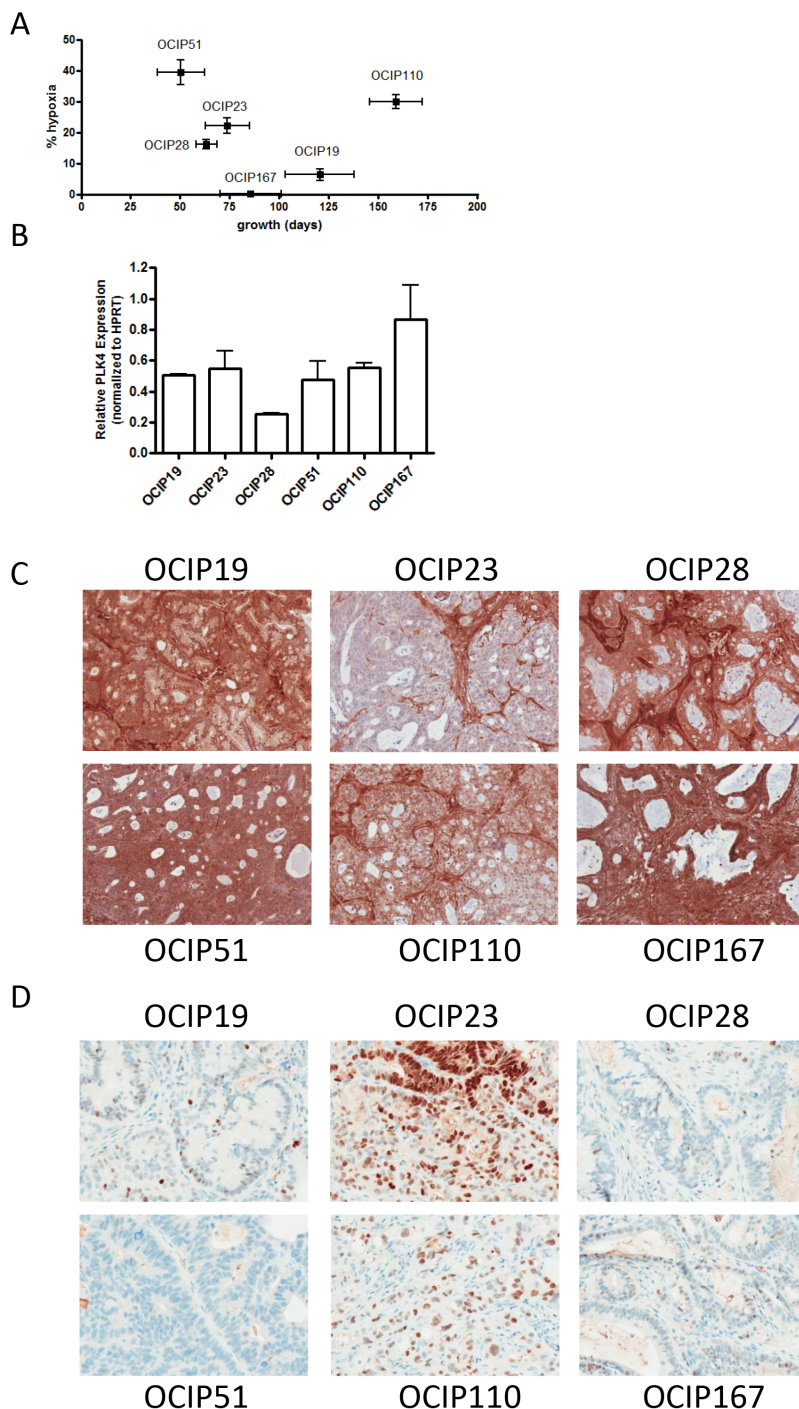 A
50
40
30
20
10
0
% hypoxia
OCIP51
OCIP110
OCIP23
OCIP28
OCIP19
OCIP167
0 25 50 75 100 125 150 175 200
growth (days)
B
1.2
1.0
0.8
0.6
0.4
0.2
0.0
Relative PLK4 Expression
(normalized to HPRT)
OCIP19 OCIP23 OCIP28 OCIP51 OCIP110 OCIP167
C
OCIP19 OCIP23 OCIP28
OCIP51 OCIP110 OCIP167
D
OCIP19 OCIP23 OCIP28
OCIP51 OCIP110 OCIP167